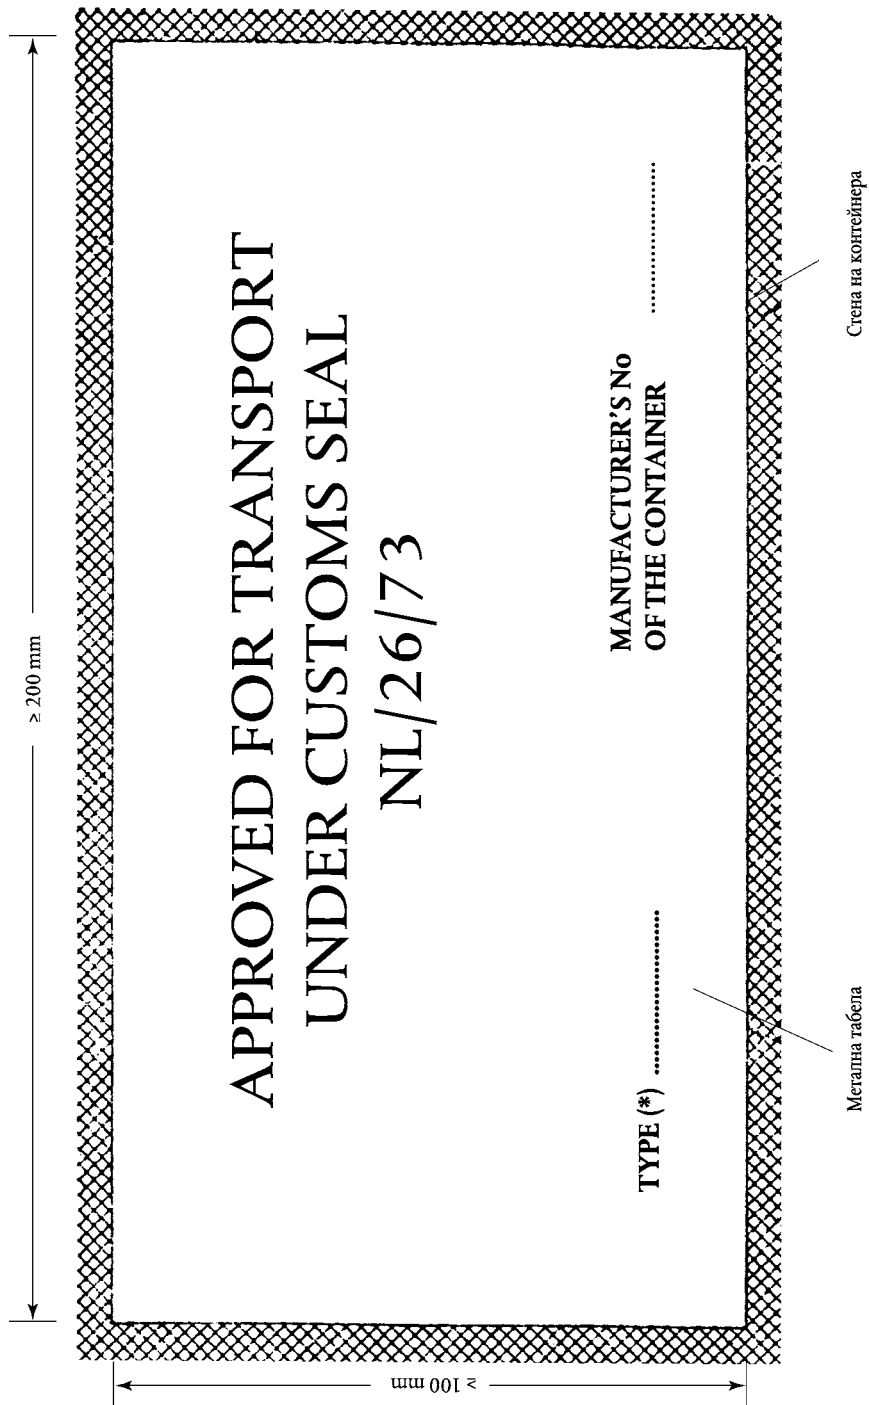 ≥ 200 mm
≥ 100 mm
APPROVED FOR TRANSPORT
UNDER CUSTOMS SEAL
NL/26/73
TYPE (*) ........................
MANUFACTURER'S No
OF THE CONTAINER ........................
Метална табела
Стена на контейнера